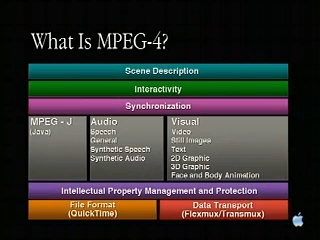 What Is MPEG-4?
Scene Description
Interactivity
Synchronization
MPEG - J
(Java)
Audio
Speech
General
Synthetic Speech
Synthetic Audio
Visual
Video
Still Images
Text
2D Graphic
3D Graphic
Face and Body Animation
Intellectual Property Management and Protection
File Format
(QuickTime)
Data Transport
(Flexmux/Transmux)